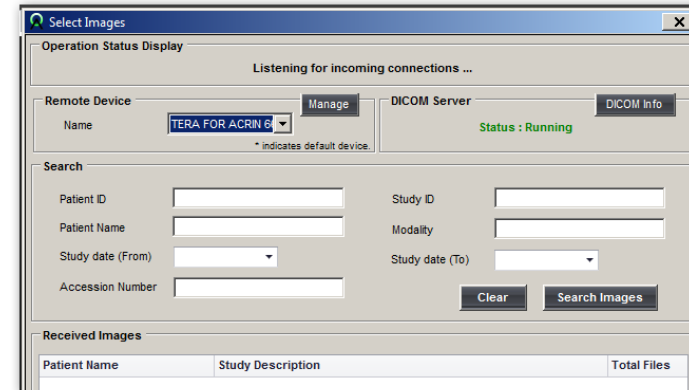 Select Images
Operation Status Display
Listening for incoming connections ...
Remote Device
Manage
DICOM Server
DICOM Info
Name
TERA FOR ACRIN 6
Status : Running
* indicates default device.
Search
Patient ID
Study ID
Patient Name
Modality
Study date (From)
Study date (To)
Accession Number
Clear
Search Images
Received Images
Patient Name
Study Description
Total Files